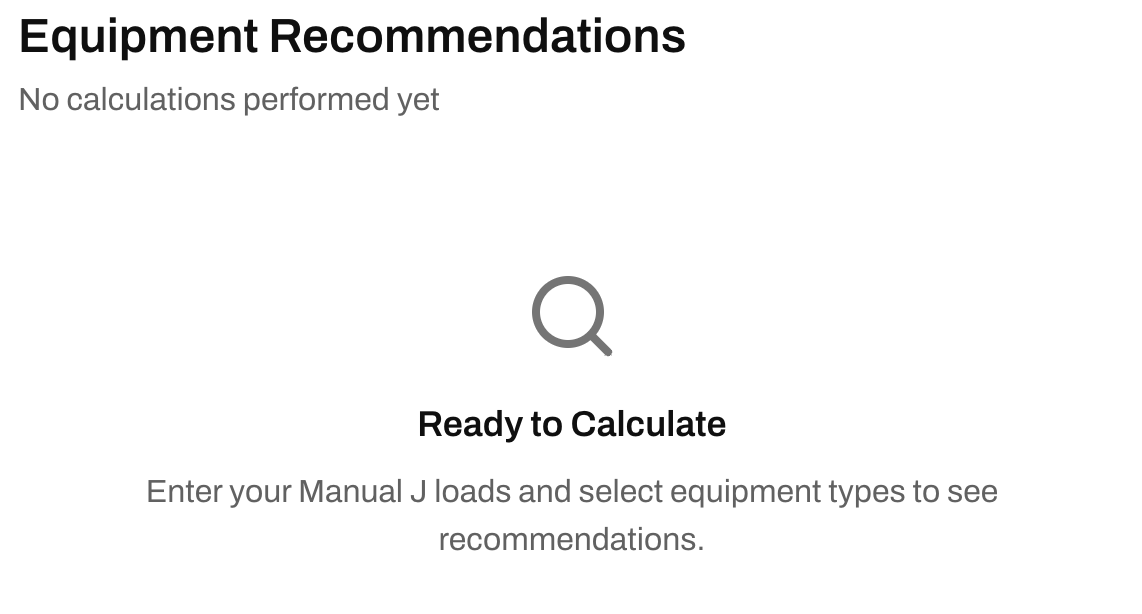 Equipment Recommendations
No calculations performed yet
Ready to Calculate
Enter your Manual J loads and select equipment types to see
recommendations.